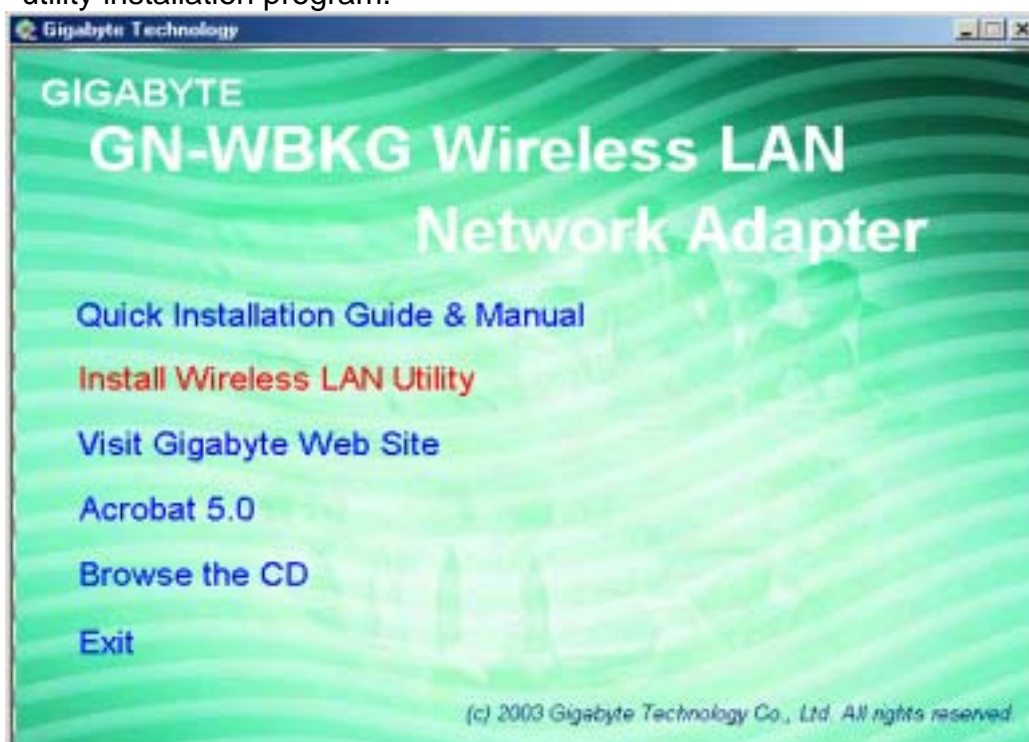 utility installation program.
Gigabyte Technology
GIGABYTE
GN-WBKG Wireless LAN
Network Adapter
Quick Installation Guide & Manual
Install Wireless LAN Utility
Visit Gigabyte Web Site
Acrobat 5.0
Browse the CD
Exit
(c) 2003 Gigabyte Technology Co., Ltd. All rights reserved.